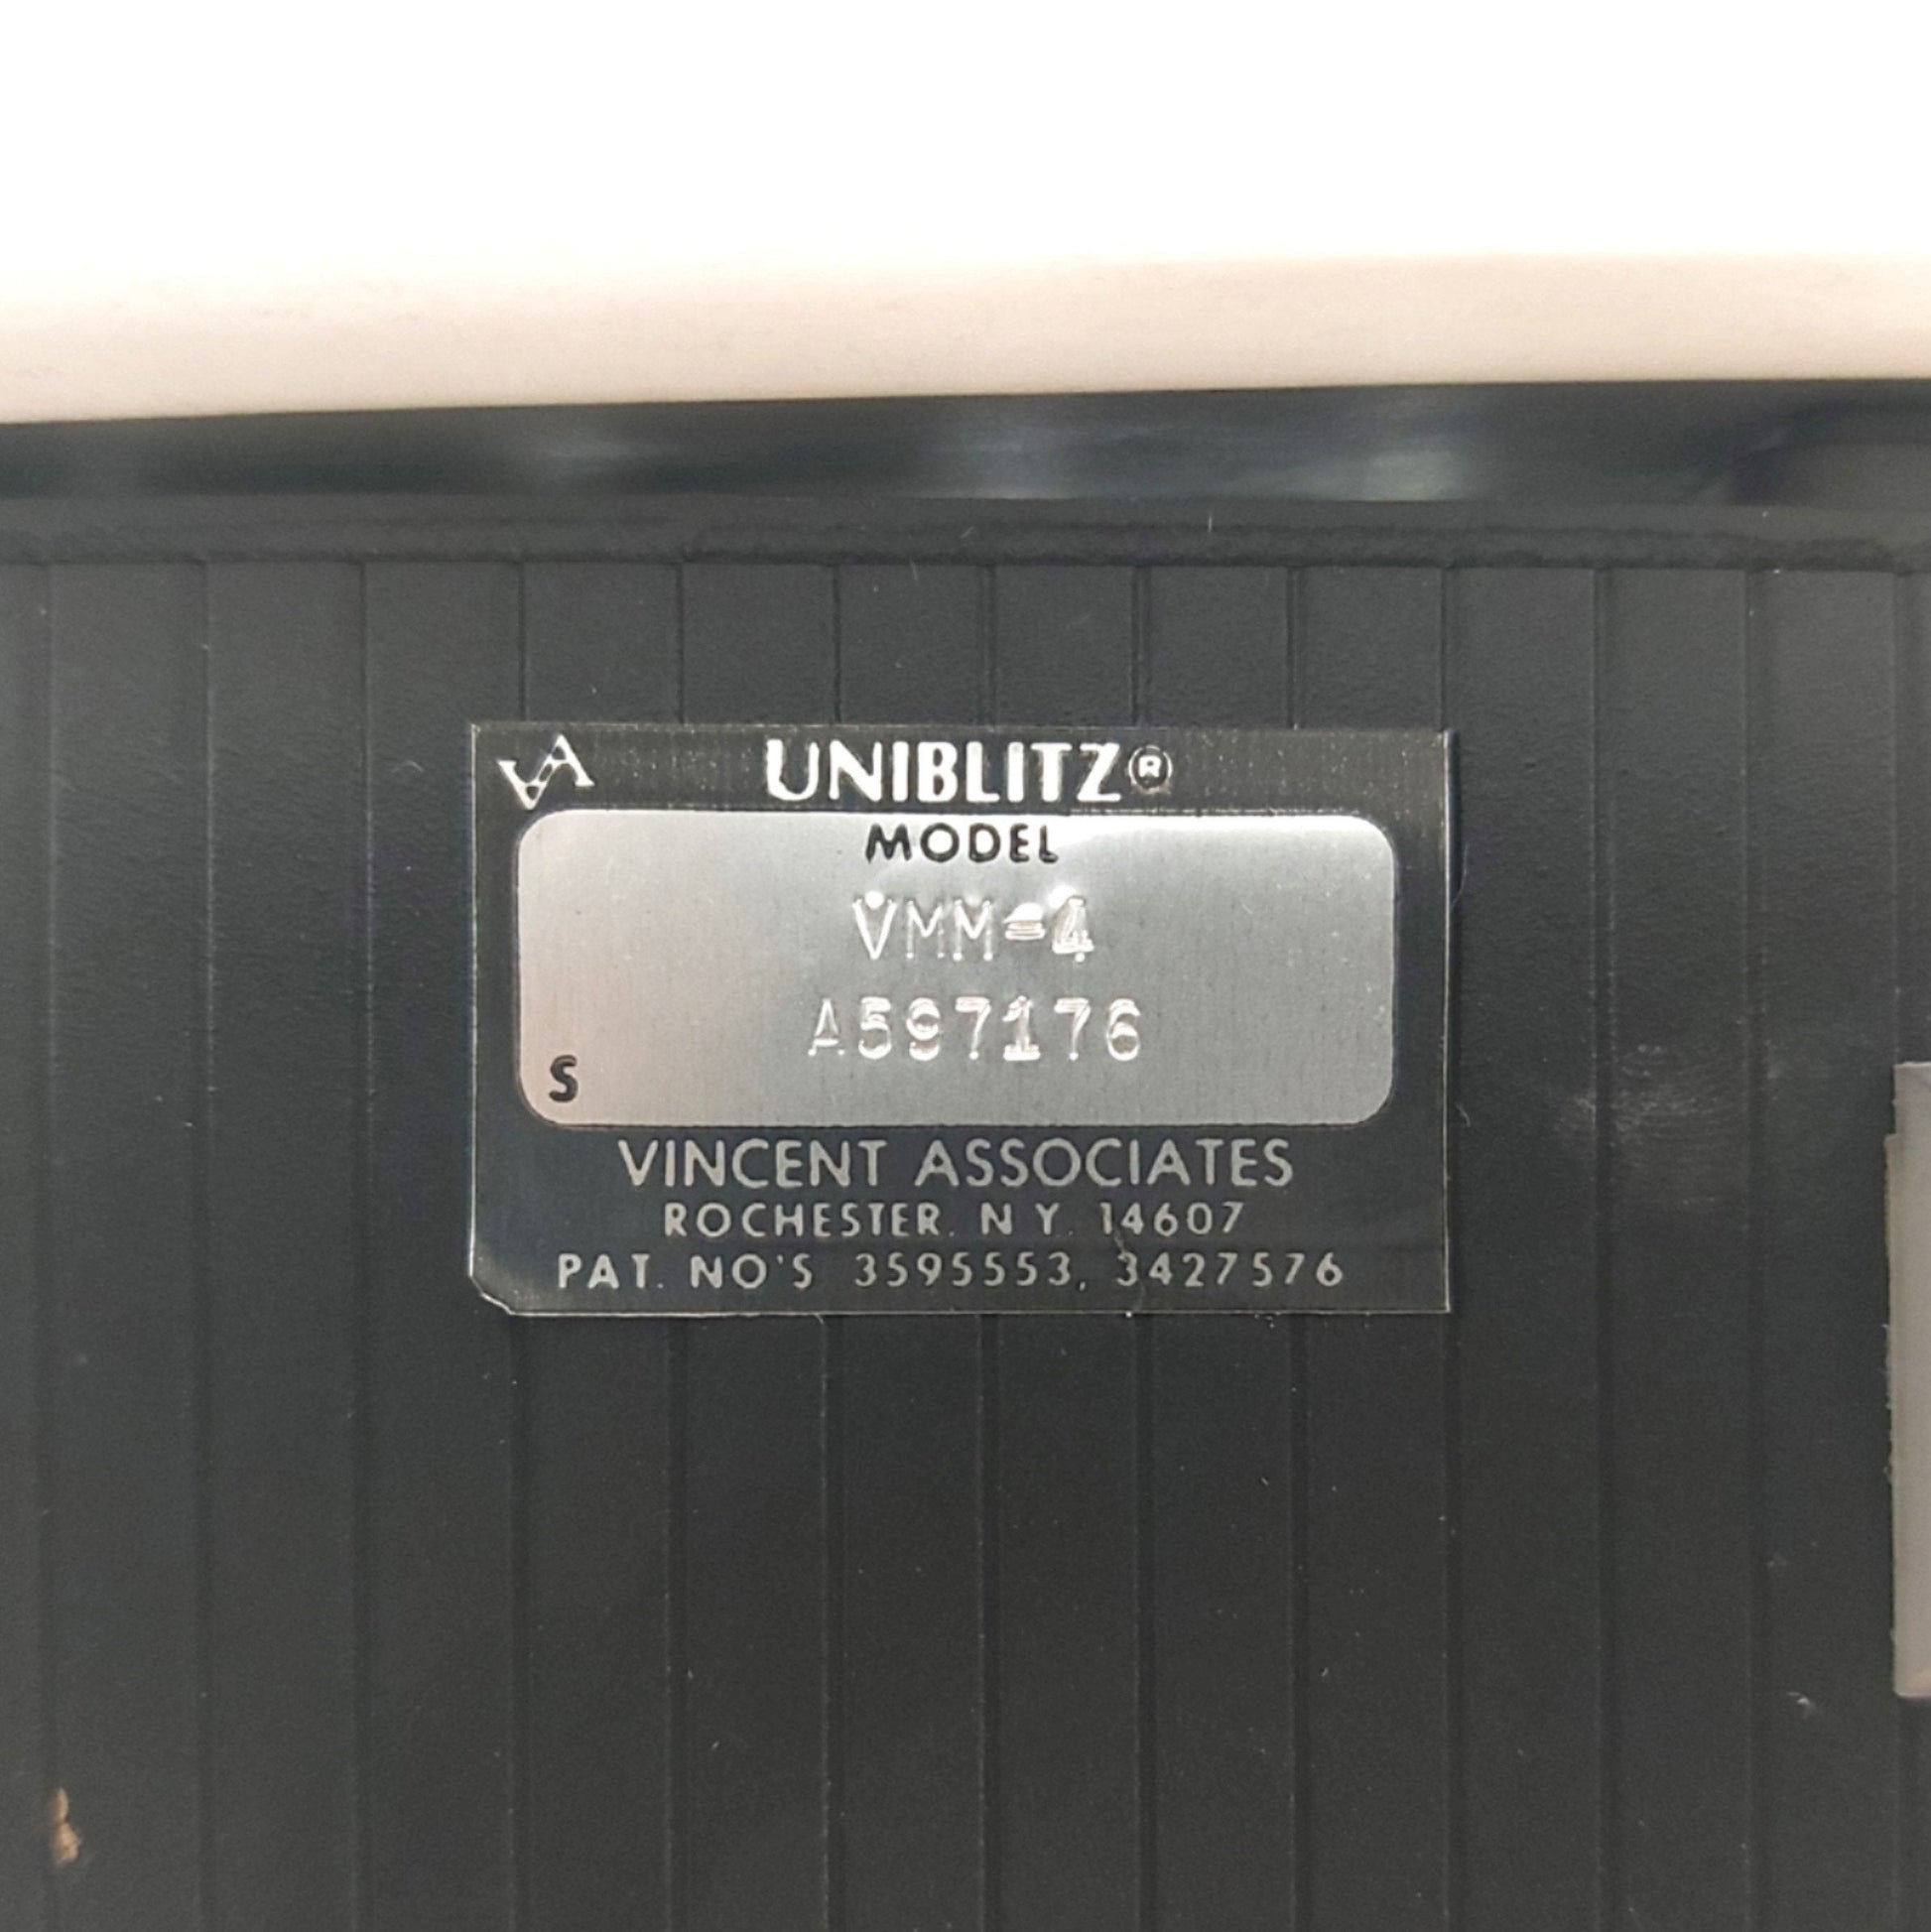 VA UNIBLITZ®
MODEL
VMM-4
A597176
S
VINCENT ASSOCIATES
ROCHESTER. N Y. 14607
PAT. NO'S 3595553, 3427576